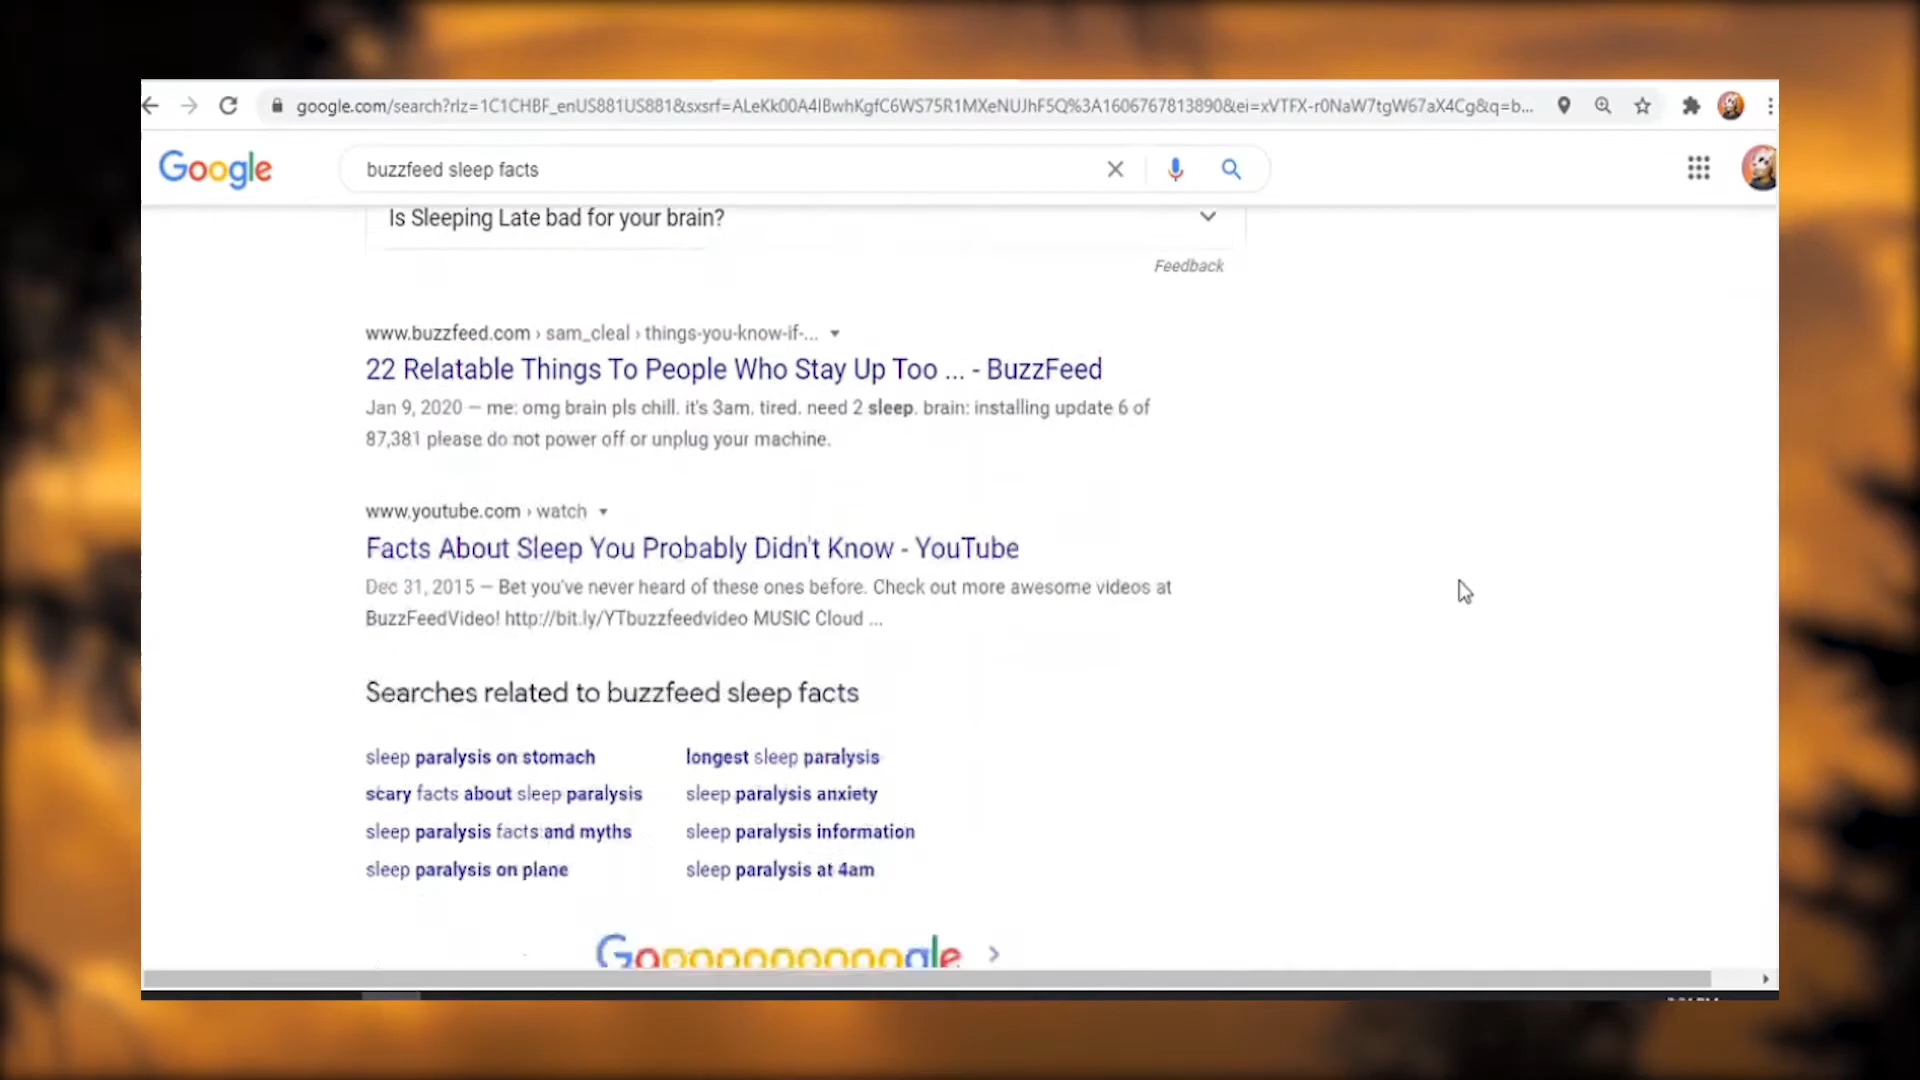 google.com/search?rlz=1C1CHBF_enUS881US881&sxsrf=ALeKk00A4IBwhKgfC6WS75R1MXeNUJhF5Q%3A1606767813890&ei=xVTFX-r0NaW7tgW67aX4Cg&q=b...
Google
buzzfeed sleep facts
Is Sleeping Late bad for your brain?
Feedback
www.buzzfeed.com › sam_cleal › things-you-know-if-...
22 Relatable Things To People Who Stay Up Too ... - BuzzFeed
Jan 9, 2020 — me: omg brain pls chill. it's 3am. tired. need 2 sleep. brain: installing update 6 of
87,381 please do not power off or unplug your machine.
www.youtube.com › watch
Facts About Sleep You Probably Didn't Know - YouTube
Dec 31, 2015 — Bet you've never heard of these ones before. Check out more awesome videos at
BuzzFeedVideo! http://bit.ly/YTbuzzfeedvideo MUSIC Cloud ...
Searches related to buzzfeed sleep facts
sleep paralysis on stomach
longest sleep paralysis
scary facts about sleep paralysis
sleep paralysis anxiety
sleep paralysis facts and myths
sleep paralysis information
sleep paralysis on plane
sleep paralysis at 4am
Goooooooooogle